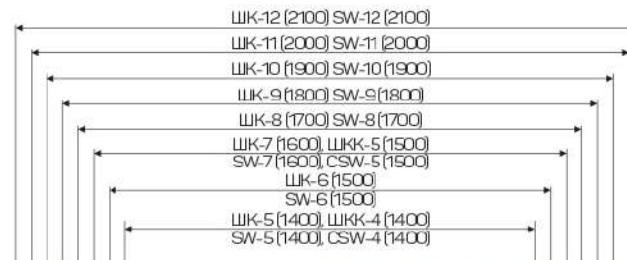 ШК-12 (2100) SW-12 (2100)
ШК-11 (2000) SW-11 (2000)
ШК-10 (1900) SW-10 (1900)
ШК-9 (1800) SW-9 (1800)
ШК-8 (1700) SW-8 (1700)
ШК-7 (1600), ШКК-5 (1500)
SW-7 (1600), CSW-5 (1500)
ШК-6 (1500)
SW-6 (1500)
ШК-5 (1400), ШКК-4 (1400)
SW-5 (1400), CSW-4 (1400)